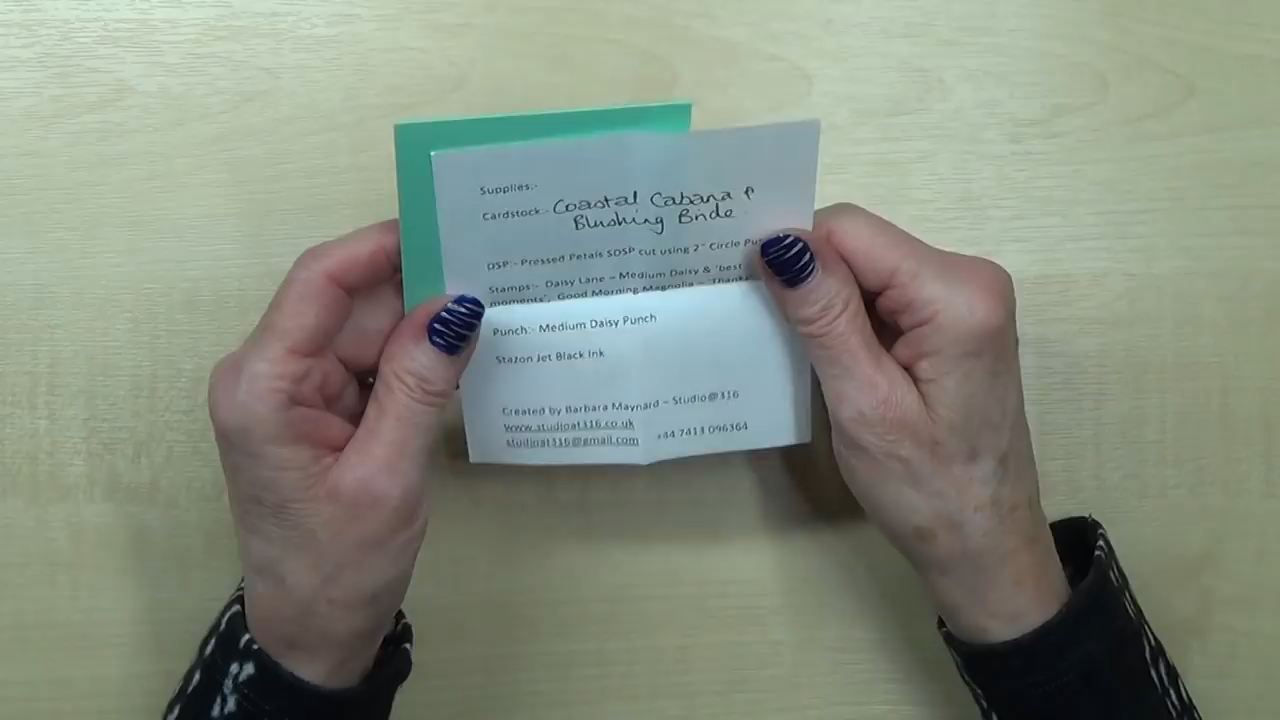 Supplies:-
Cardstock:- Coastal Cabana &
Blushing Bride
DSP:- Pressed Petals SDSP cut using 2" Circle
Stamps:- Daisy Lane – Medium Daisy & 'best
moments', Good Morning Magnolia – 'Thanks
Punch:- Medium Daisy Punch
Stazon Jet Black Ink
Created by Barbara Maynard – Studio@316
www.studioat316.co.uk
studioat316@gmail.com +44 7413 096364